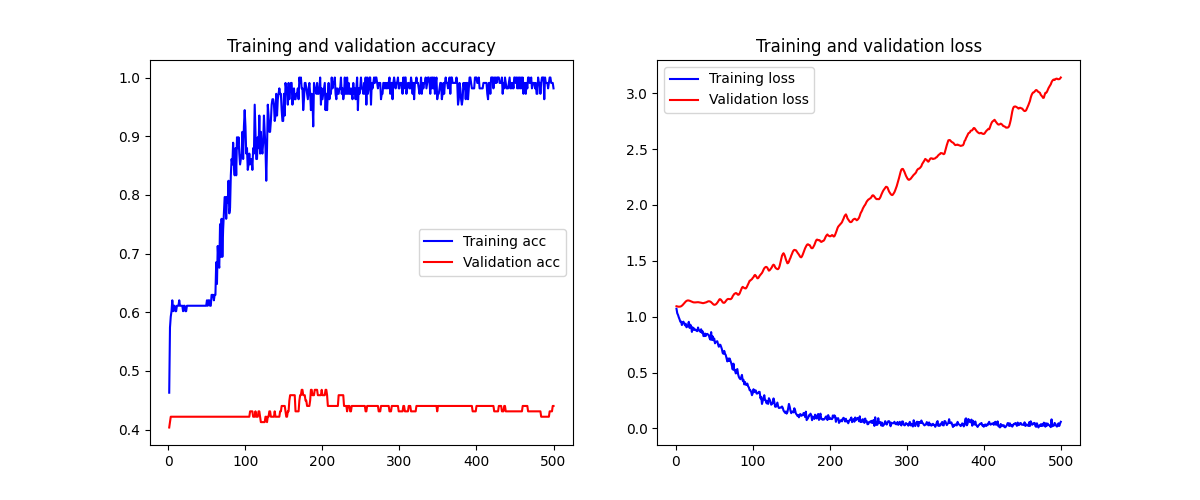 Training and validation accuracy
1.0
0.9
0.8
0.7
0.6
0.5
0.4
Training acc
Validation acc
0 100 200 300 400 500
Training and validation loss
Training loss
Validation loss
3.0
2.5
2.0
1.5
1.0
0.5
0.0
0 100 200 300 400 500